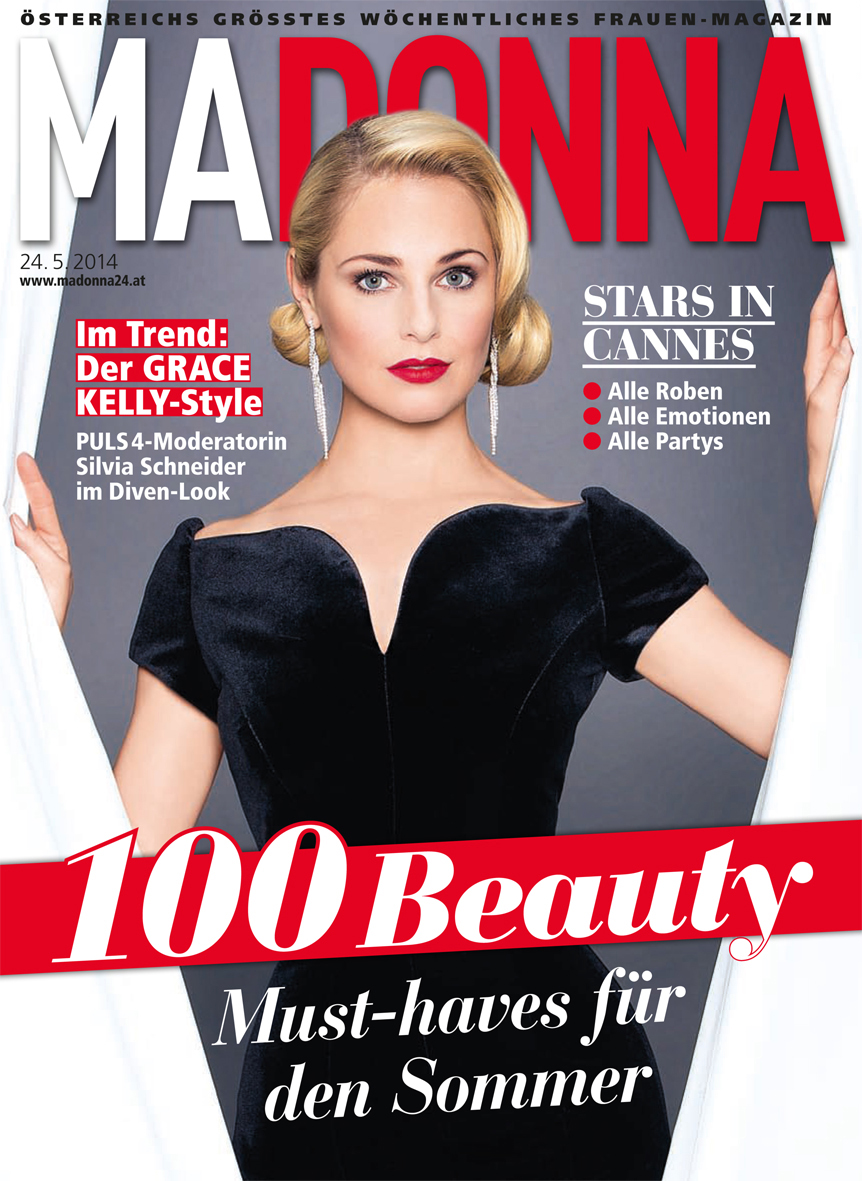 ÖSTERREICHS GRÖSSTES WÖCHENTLICHES FRAUEN-MAGAZIN
MADONNA
24. 5. 2014
www.madonna24.at
Im Trend:
Der GRACE
KELLY-Style
PULS 4-Moderatorin
Silvia Schneider
im Diven-Look
STARS IN
CANNES
● Alle Roben
● Alle Emotionen
● Alle Partys
100 Beauty
Must-haves für
den Sommer